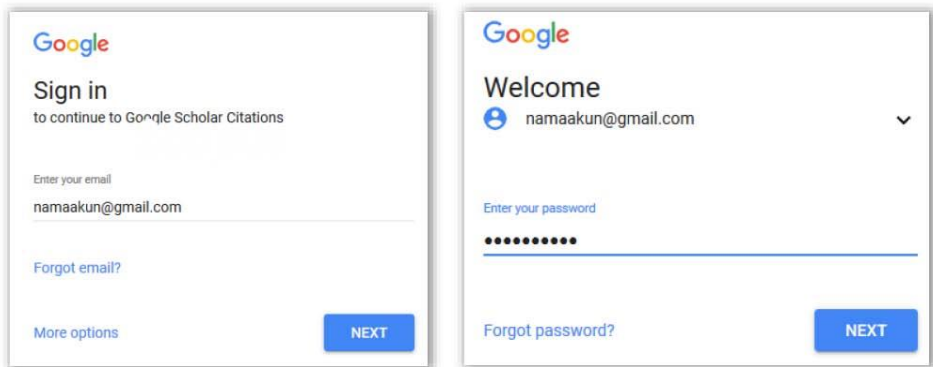 Google
Sign in
to continue to Google Scholar Citations
Enter your email
namaakun@gmail.com
Forgot email?
More options
NEXT
Google
Welcome
namaakun@gmail.com
Enter your password
••••••••••
Forgot password?
NEXT